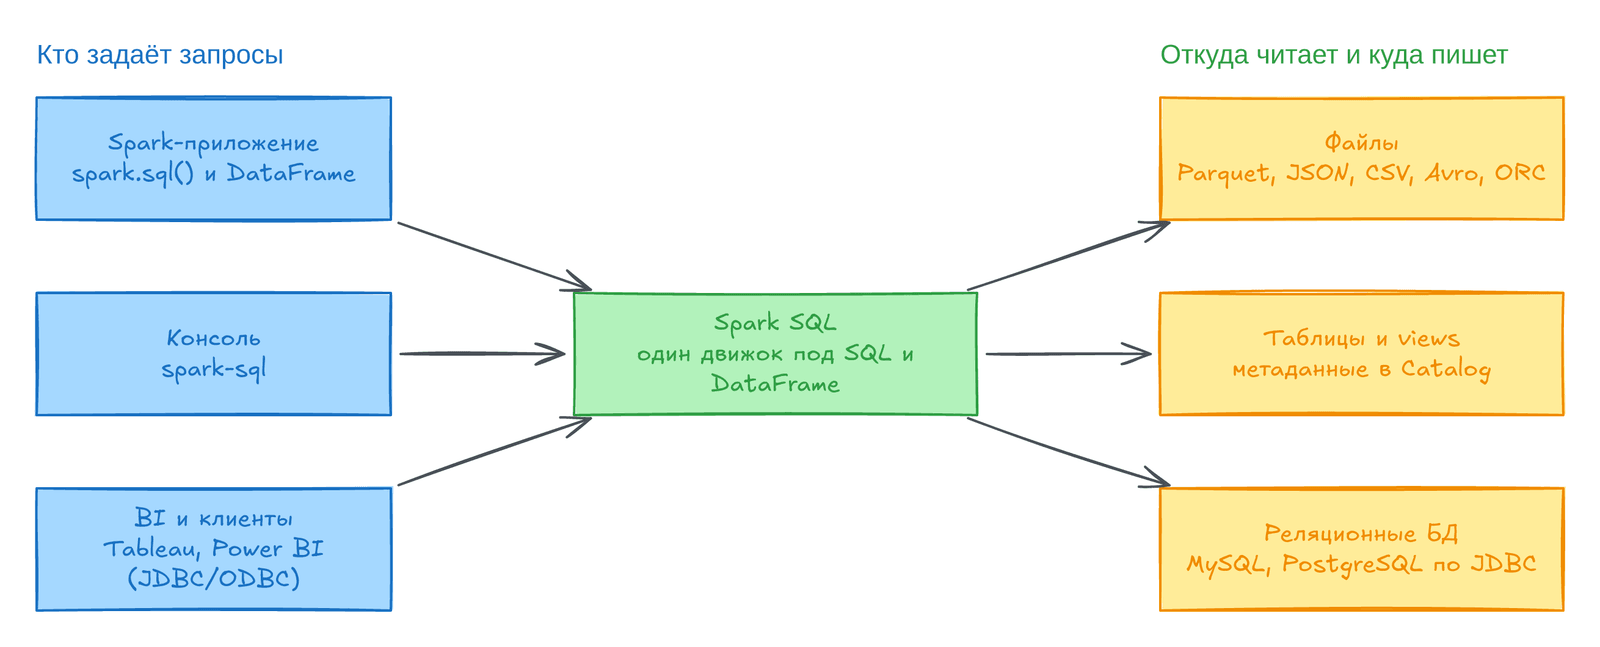 Кто задаёт запросы
Откуда читает и куда пишет
Spark-приложение
spark.sql() и DataFrame
Файлы
Parquet, JSON, CSV, Avro, ORC
Консоль
spark-sql
Spark SQL
один движок под SQL и
DataFrame
Таблицы и views
метаданные в Catalog
BI и клиенты
Tableau, Power BI
(JDBC/ODBC)
Реляционные БД
MySQL, PostgreSQL по JDBC